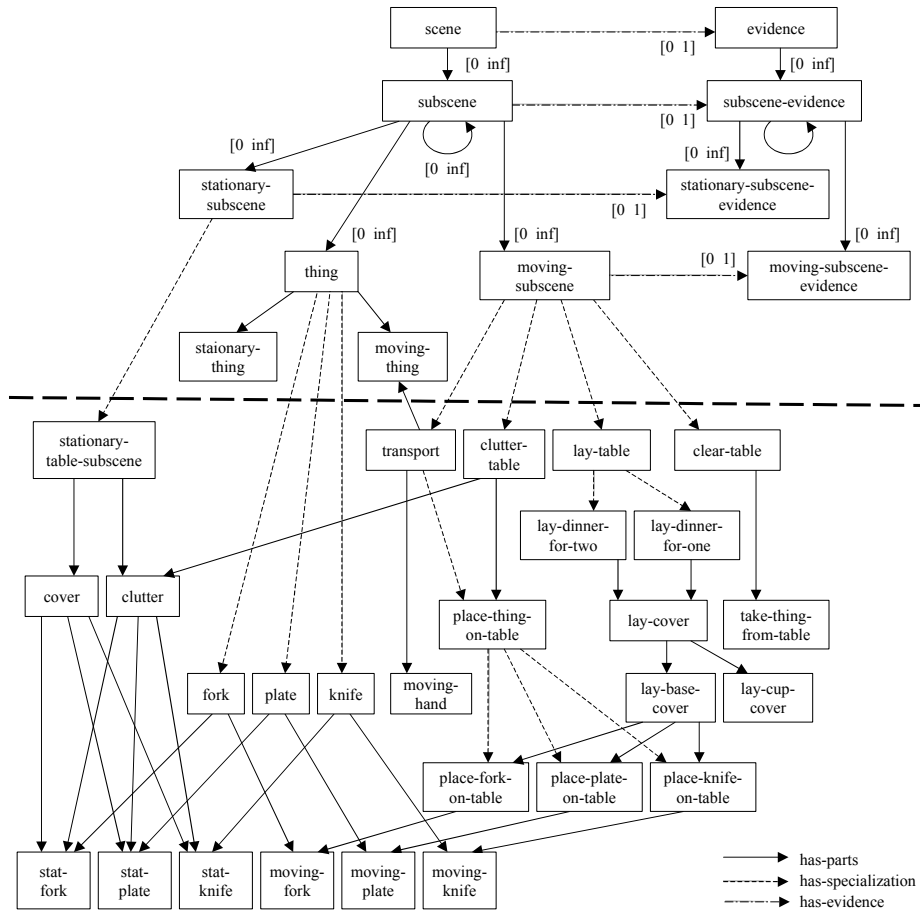 scene
evidence
[0 1]
[0 inf]
[0 inf]
subscene
subscene-evidence
[0 1]
[0 inf]
[0 inf]
[0 inf]
stationary-
subscene
stationary-subscene-
evidence
[0 1]
[0 inf]
[0 inf]
[0 inf]
thing
moving-
subscene
[0 1]
moving-subscene-
evidence
staionary-
thing
moving-
thing
stationary-
table-subscene
transport
clutter-
table
lay-table
clear-table
lay-dinner-
for-two
lay-dinner-
for-one
cover
clutter
place-thing-
on-table
lay-cover
take-thing-
from-table
fork
plate
knife
moving-
hand
lay-base-
cover
lay-cup-
cover
place-fork-
on-table
place-plate-
on-table
place-knife-
on-table
stat-
fork
stat-
plate
stat-
knife
moving-
fork
moving-
plate
moving-
knife
has-parts
has-specialization
has-evidence